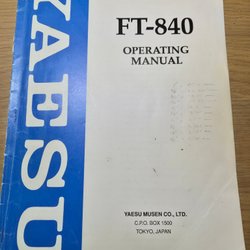 YAESU
FT-840
OPERATING
MANUAL
YAESU MUSEN CO., LTD.
C.P.O. BOX 1500
TOKYO, JAPAN